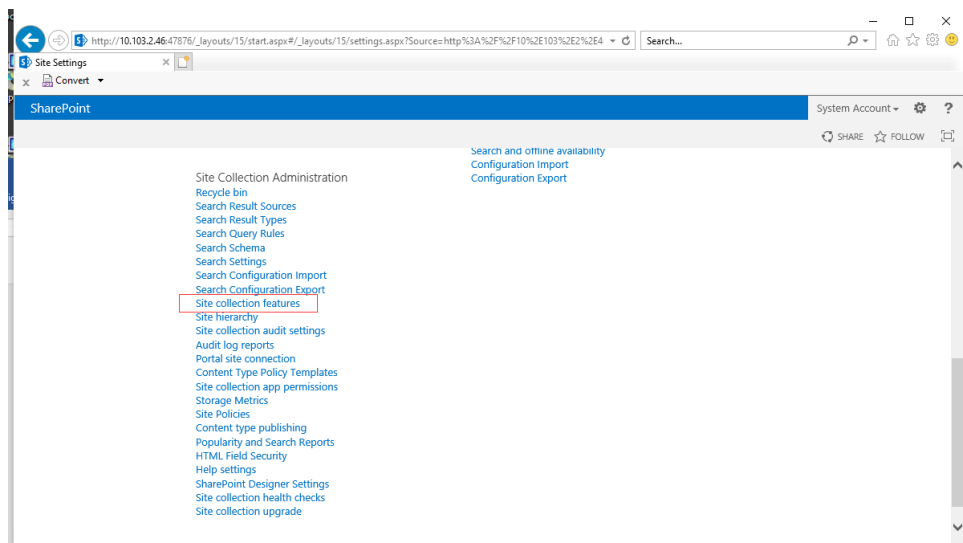 http://10.103.2.46:47876/_layouts/15/start.aspx#/_layouts/15/settings.aspx?Source=http%3A%2F%2F10%2E103%2E2%2E4
Search...
Site Settings
x Convert
SharePoint
System Account
?
SHARE
FOLLOW
Search and offline availability
Configuration Import
Configuration Export
Site Collection Administration
Recycle bin
Search Result Sources
Search Result Types
Search Query Rules
Search Schema
Search Settings
Search Configuration Import
Search Configuration Export
Site collection features
Site hierarchy
Site collection audit settings
Audit log reports
Portal site connection
Content Type Policy Templates
Site collection app permissions
Storage Metrics
Site Policies
Content type publishing
Popularity and Search Reports
HTML Field Security
Help settings
SharePoint Designer Settings
Site collection health checks
Site collection upgrade